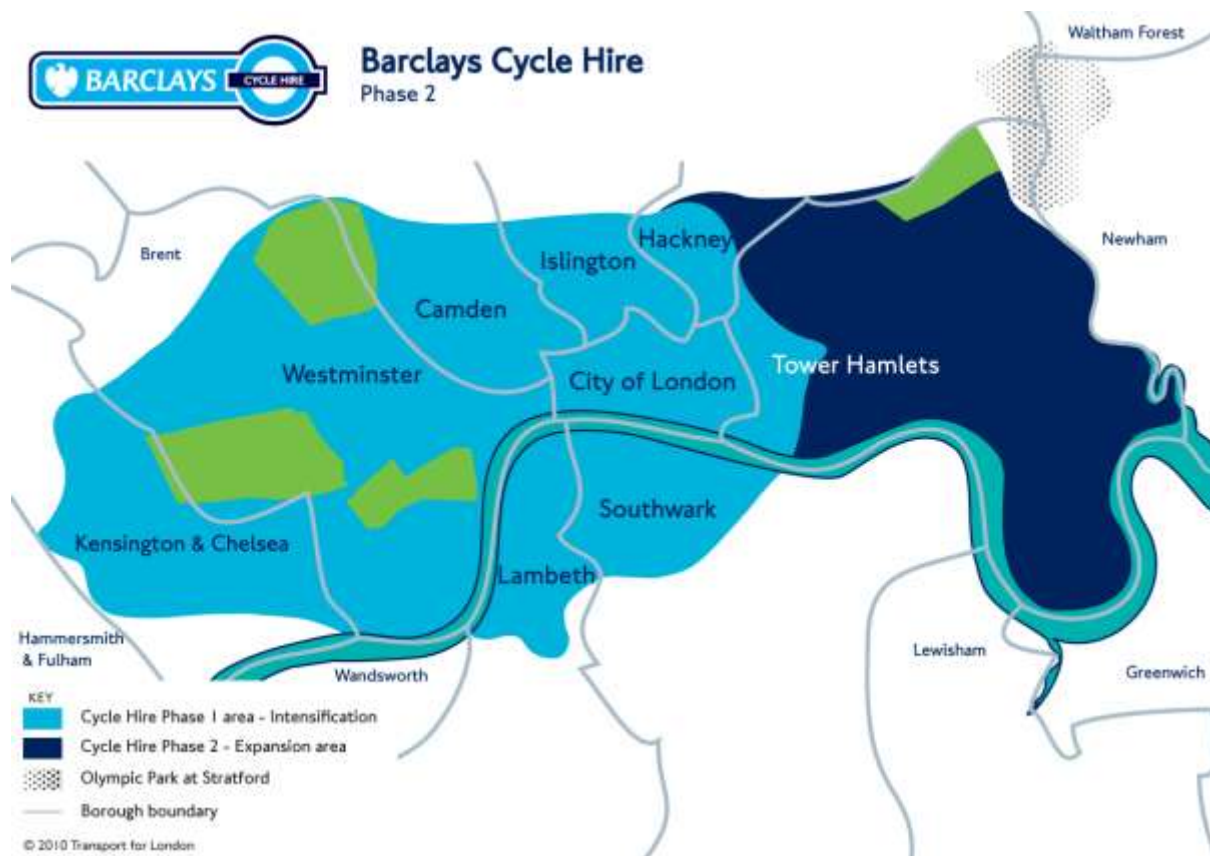 BARCLAYS
CYCLE HIRE
Barclays Cycle Hire
Phase 2
Waltham Forest
Brent
Hackney
Newham
Islington
Camden
Westminster
City of London
Tower Hamlets
Southwark
Kensington & Chelsea
Lambeth
Hammersmith
& Fulham
Wandsworth
Lewisham
Greenwich
KEY
Cycle Hire Phase 1 area - Intensification
Cycle Hire Phase 2 - Expansion area
Olympic Park at Stratford
Borough boundary
© 2010 Transport for London